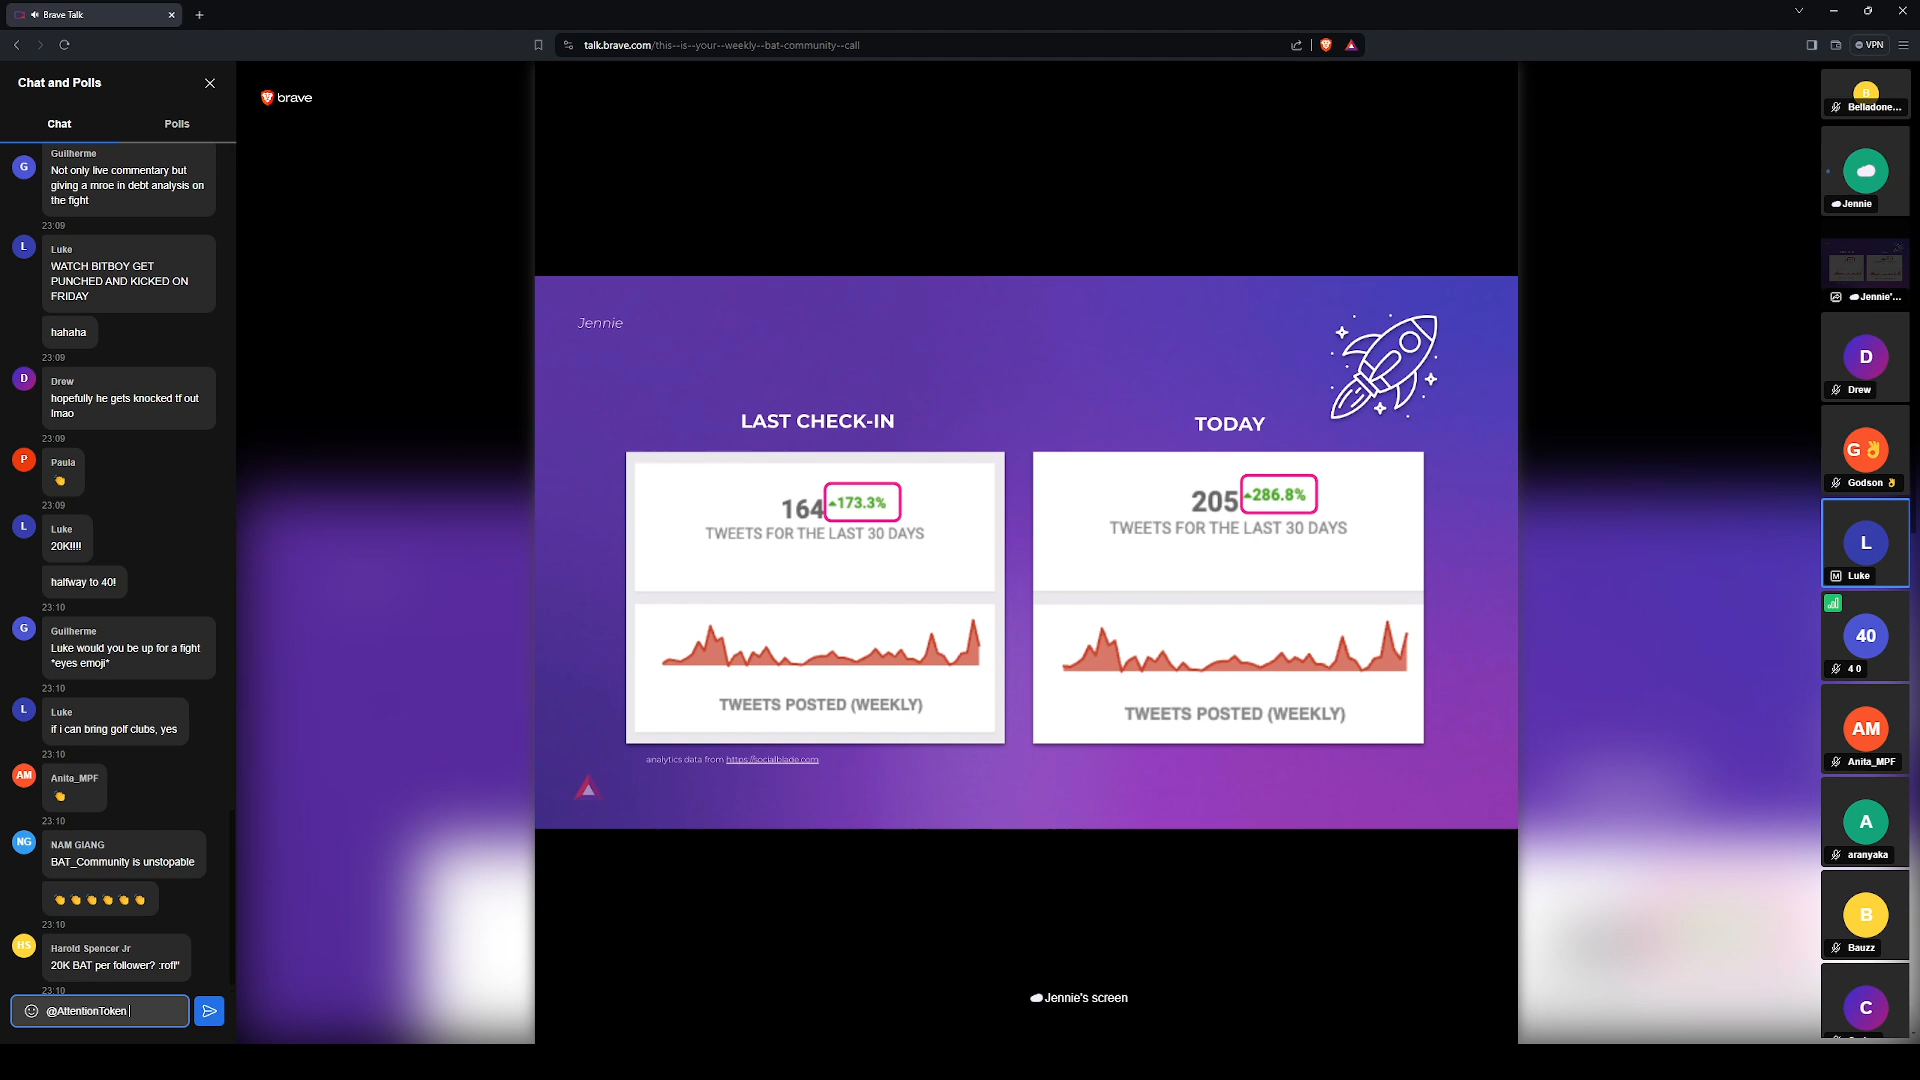 Brave Talk
talk.brave.com/this--is--your--weekly--bat-community--call
VPN
Chat and Polls
Chat
Polls
brave
G
Guilherme
Not only live commentary but
giving a mroe in debt analysis on
the fight
23:09
L
Luke
WATCH BITBOY GET
PUNCHED AND KICKED ON
FRIDAY
hahaha
23:09
D
Drew
hopefully he gets knocked tf out
lmao
23:09
P
Paula
23:09
L
Luke
20K!!!!
halfway to 40!
23:10
G
Guilherme
Luke would you be up for a fight
*eyes emoji*
23:10
L
Luke
if i can bring golf clubs, yes
23:10
AM
Anita_MPF
23:10
NG
NAM GIANG
BAT_Community is unstopable
23:10
HS
Harold Spencer Jr
20K BAT per follower? :rofl"
23:10
@AttentionToken
Jennie
LAST CHECK-IN
164 173.3%
TWEETS FOR THE LAST 30 DAYS
TWEETS POSTED (WEEKLY)
TODAY
205 286.8%
TWEETS FOR THE LAST 30 DAYS
TWEETS POSTED (WEEKLY)
analytics data from https://socialblade.com
Jennie's screen
B
Belladone...
Jennie
Jennie'...
D
Drew
G
Godson
L
M Luke
40
4 0
AM
Anita_MPF
A
aranyaka
B
Bauzz
C